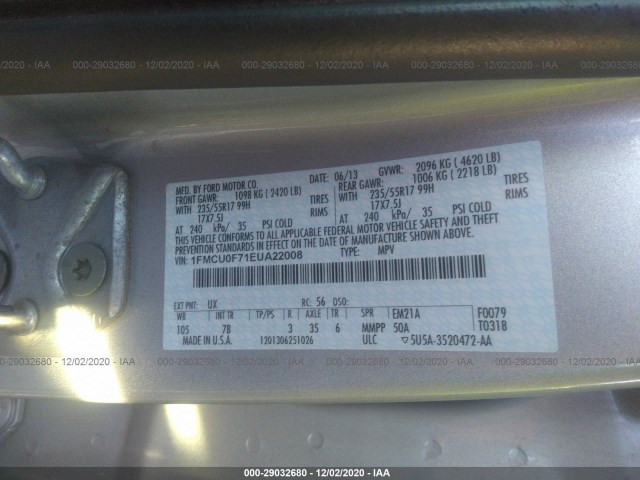 000-29032680 - 12/02/2020 - IAA
MFD. BY FORD MOTOR CO.
DATE: 06/13 GVWR: 2096 KG ( 4620 LB)
FRONT GAWR: 1098 KG ( 2420 LB)
REAR GAWR: 1006 KG ( 2218 LB)
WITH 235/55R17 99H TIRES
WITH 235/55R17 99H TIRES
17X7.5J RIMS
17X7.5J RIMS
AT 240 kPa/ 35 PSI COLD
AT 240 kPa/ 35 PSI COLD
THIS VEHICLE CONFORMS TO ALL APPLICABLE FEDERAL MOTOR VEHICLE SAFETY AND THEFT
PREVENTION STANDARDS IN EFFECT ON THE DATE OF MANUFACTURE SHOWN ABOVE.
VIN: 1FMCU0F71EUA22008 TYPE: MPV
EXT PNT: UX RC: 56 DSO:
WB INT TR TP/PS R AXLE TR SPR EM21A F0079
105 7B 3 35 6 MMPP 50A T0318
MADE IN U.S.A. 1201306251026 ULC 5U5A-3520472-AA
000-29032680 - 12/02/2020 - IAA